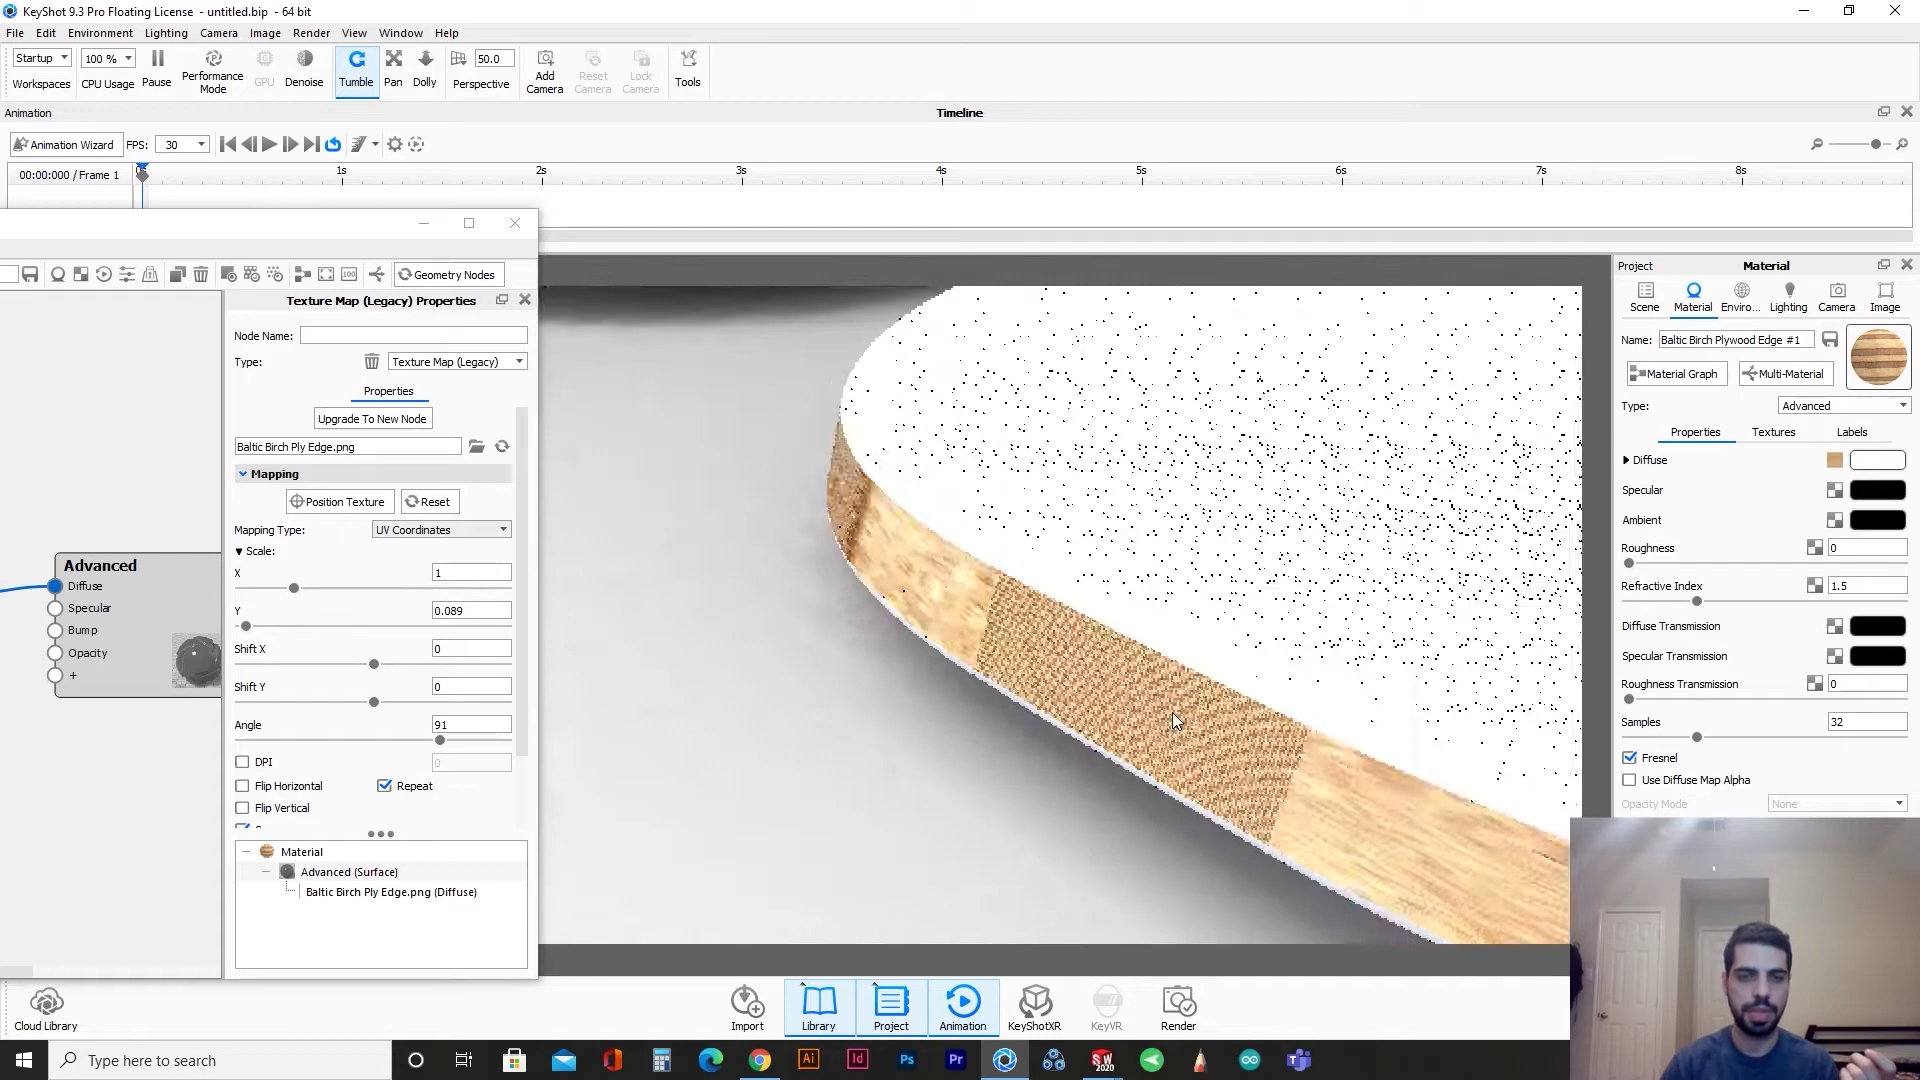 KeyShot 9.3 Pro Floating License - untitled.bip - 64 bit
File Edit Environment Lighting Camera Image Render View Window Help
Startup 100 % 50.0
Workspaces CPU Usage Pause Performance Mode GPU Denoise Tumble Pan Dolly Perspective Add Camera Reset Camera Lock Camera Tools
Animation Timeline
Animation Wizard FPS: 30
00:00:000 / Frame 1 0s 1s 2s 3s 4s 5s 6s 7s 8s
100 Geometry Nodes
Texture Map (Legacy) Properties
Node Name:
Type: Texture Map (Legacy)
Properties
Upgrade To New Node
Baltic Birch Ply Edge.png
Mapping
Position Texture Reset
Mapping Type: UV Coordinates
Scale:
X 1
Y 0.089
Shift X 0
Shift Y 0
Angle 91
DPI 0
Flip Horizontal Repeat
Flip Vertical
Material
Advanced (Surface)
Baltic Birch Ply Edge.png (Diffuse)
Advanced
Diffuse
Specular
Bump
Opacity
+
Project Material
Scene Material Enviro... Lighting Camera Image
Name: Baltic Birch Plywood Edge #1
Material Graph Multi-Material
Type: Advanced
Properties Textures Labels
Diffuse
Specular
Ambient
Roughness 0
Refractive Index 1.5
Diffuse Transmission
Specular Transmission
Roughness Transmission 0
Samples 32
Fresnel
Use Diffuse Map Alpha
Opacity Mode None
Cloud Library Import Library Project Animation KeyShotXR KeyVR Render
Type here to search
Ai Id Ps Pr SW 2020